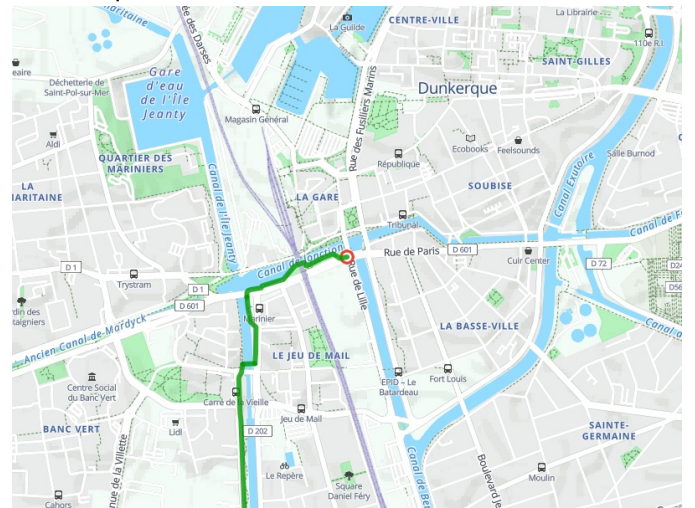 CENTRE-VILLE
La Librairie
La Guilde
110e R.I.
SAINT-GILLES
Gare
d'eau
de l'Île
Jeanty
Déchetterie de
Saint-Pol-sur-Mer
Dunkerque
Magasin Général
Rue des Fusiliers Marins
Aldi
Ecobooks
Feelsounds
Salle Burnod
République
QUARTIER DES
MARINIERS
Canal Exutoire
SOUBISE
LA GARE
Canal de l'Île Jeanty
Tribunal
Canal de Jonction
Rue de Paris
D 601
Cuir Center
D 72
D 1
Trystram
D 1
D 601
Rue de Lille
Marinier
LA BASSE-VILLE
Ancien Canal de Mardyck
LE JEU DE MAIL
Centre Social
du Banc Vert
EPID – Le
Batardeau
Fort Louis
Carré de la Vieille
BANC VERT
Lidl
Jeu de Mail
D 202
SAINTE-
GERMAINE
Le Repère
Square
Daniel Féry
Moulin
Cahors